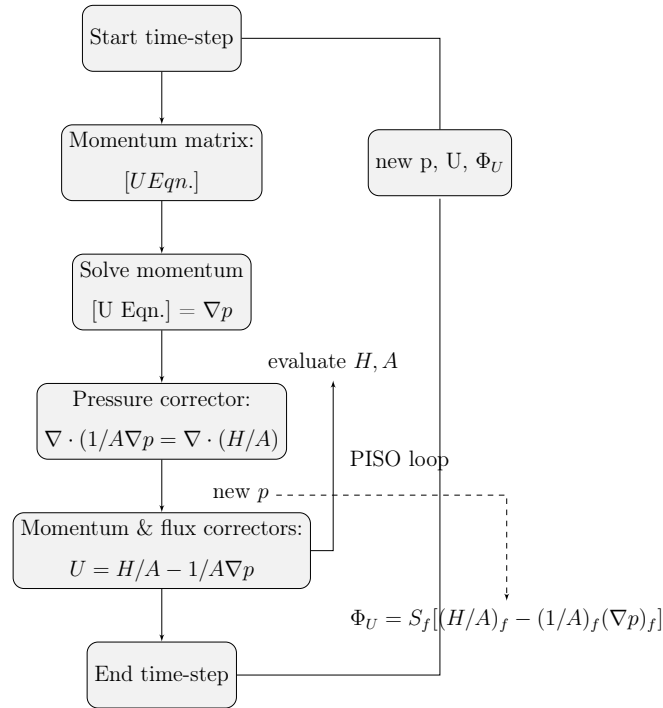 Start time-step
Momentum matrix:
[UEqn.]
new p, U, Φ_U
Solve momentum
[U Eqn.] = ∇p
evaluate H, A
Pressure corrector:
∇ · (1/A∇p = ∇ · (H/A)
PISO loop
new p
Momentum & flux correctors:
U = H/A − 1/A∇p
Φ_U = S_f[(H/A)_f − (1/A)_f(∇p)_f]
End time-step